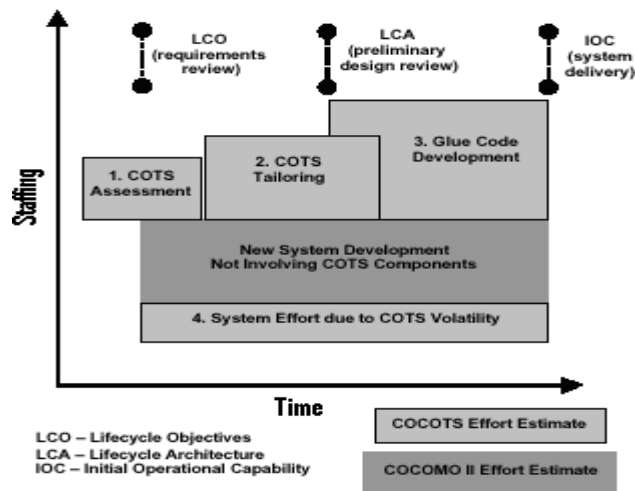 LCO
(requirements
review)
LCA
(preliminary
design review)
IOC
(system
delivery)
1. COTS
Assessment
2. COTS
Tailoring
3. Glue Code
Development
New System Development
Not Involving COTS Components
4. System Effort due to COTS Volatility
Staffing
Time
LCO – Lifecycle Objectives
LCA – Lifecycle Architecture
IOC – Initial Operational Capability
COCOTS Effort Estimate
COCOMO II Effort Estimate